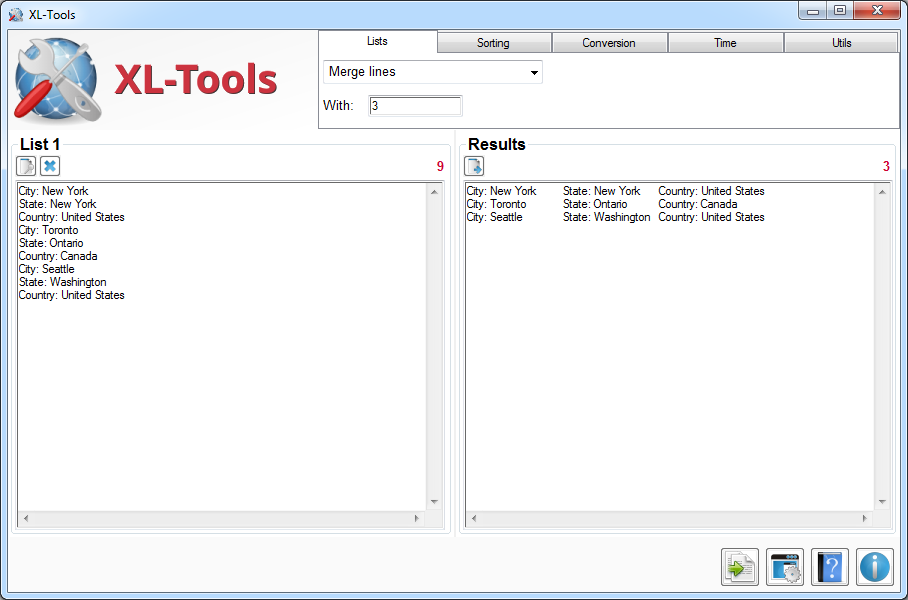 XL-Tools
XL-Tools
Lists
Sorting
Conversion
Time
Utils
Merge lines
With: 3
List 1
9
City: New York
State: New York
Country: United States
City: Toronto
State: Ontario
Country: Canada
City: Seattle
State: Washington
Country: United States
Results
3
City: New York State: New York Country: United States
City: Toronto State: Ontario Country: Canada
City: Seattle State: Washington Country: United States